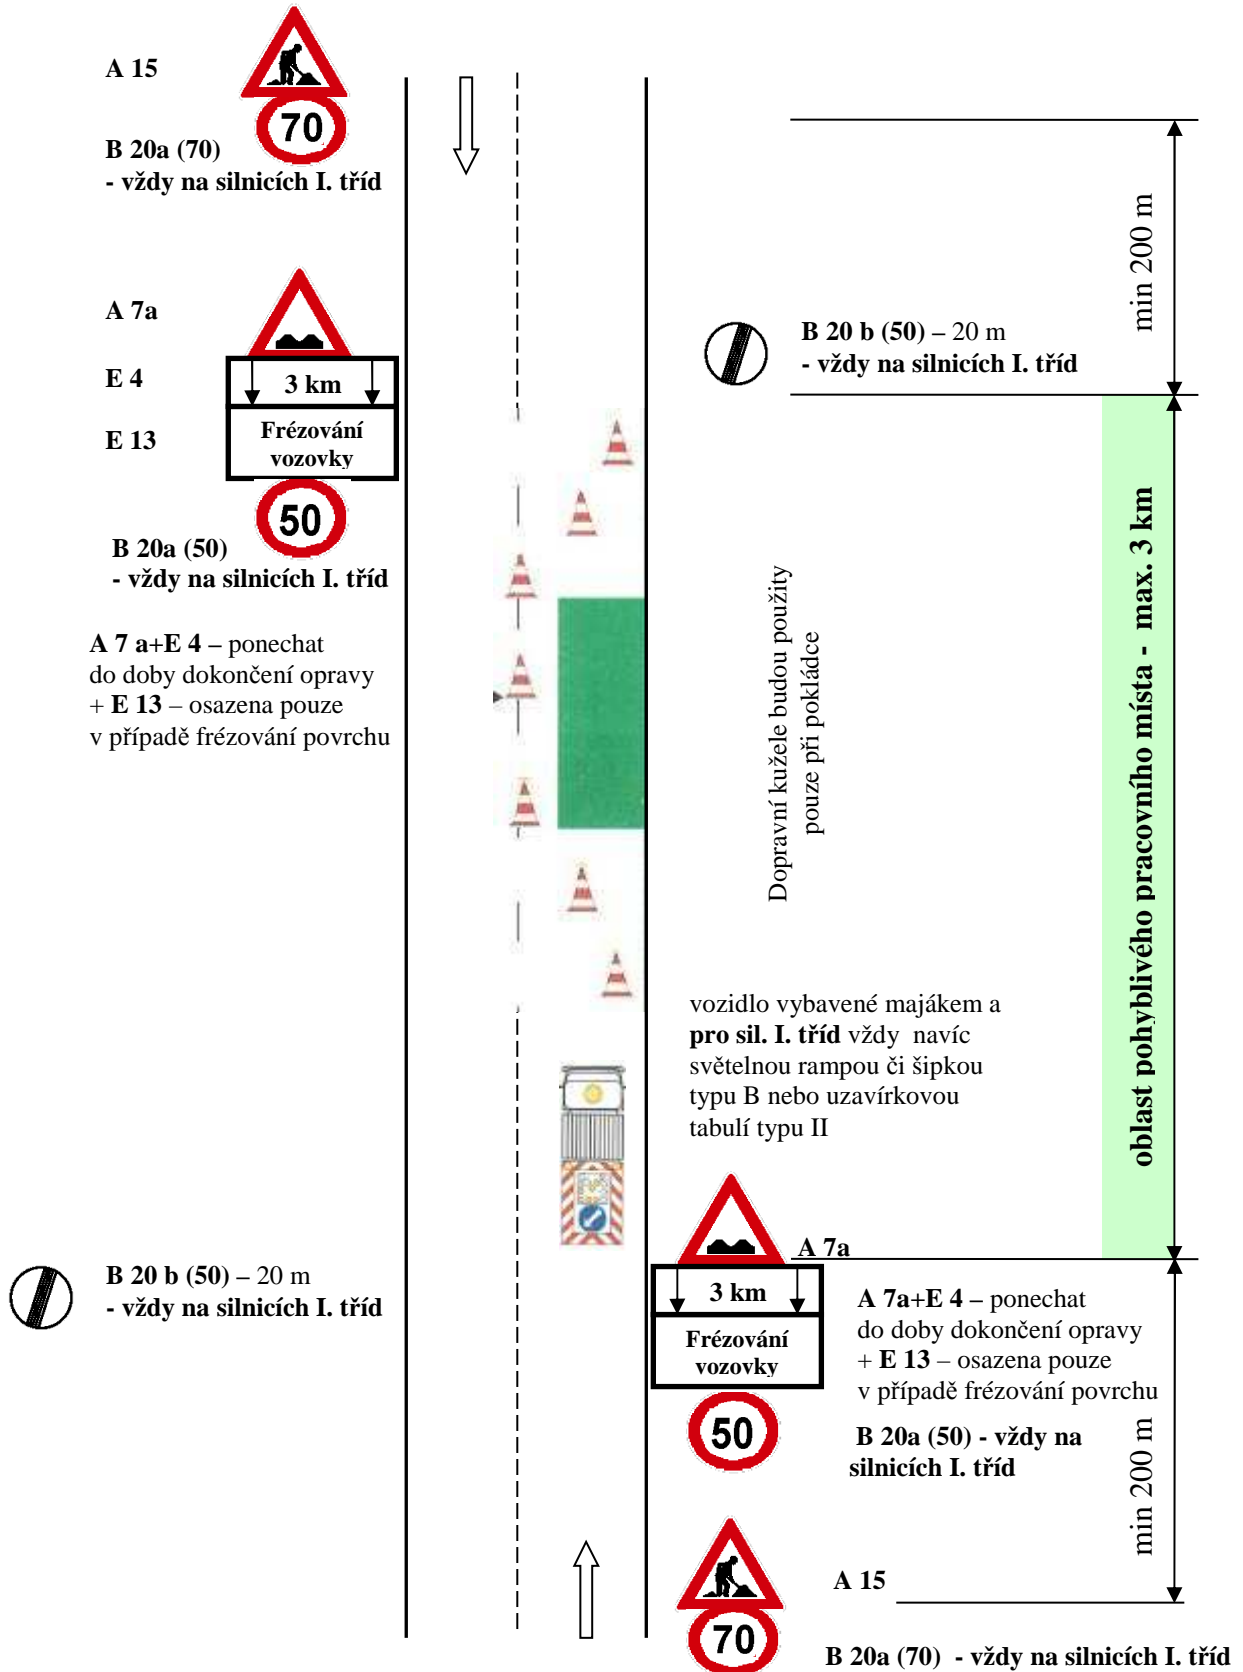 A 15
70
B 20a (70)
- vždy na silnicích I. tříd
A 7a
E 4
3 km
E 13
Frézování
vozovky
50
B 20a (50)
- vždy na silnicích I. tříd
A 7 a+E 4 – ponechat
do doby dokončení opravy
+ E 13 – osazena pouze
v případě frézování povrchu
B 20 b (50) – 20 m
- vždy na silnicích I. tříd
min 200 m
B 20 b (50) – 20 m
- vždy na silnicích I. tříd
oblast pohyblivého pracovního místa - max. 3 km
Dopravní kužele budou použity
pouze při pokládce
vozidlo vybavené majákem a
pro sil. I. tříd vždy navíc
světelnou rampou či šipkou
typu B nebo uzavírkovou
tabulí typu II
A 7a
3 km
Frézování
vozovky
50
A 7a+E 4 – ponechat
do doby dokončení opravy
+ E 13 – osazena pouze
v případě frézování povrchu
B 20a (50) - vždy na
silnicích I. tříd
min 200 m
A 15
70
B 20a (70) - vždy na silnicích I. tříd